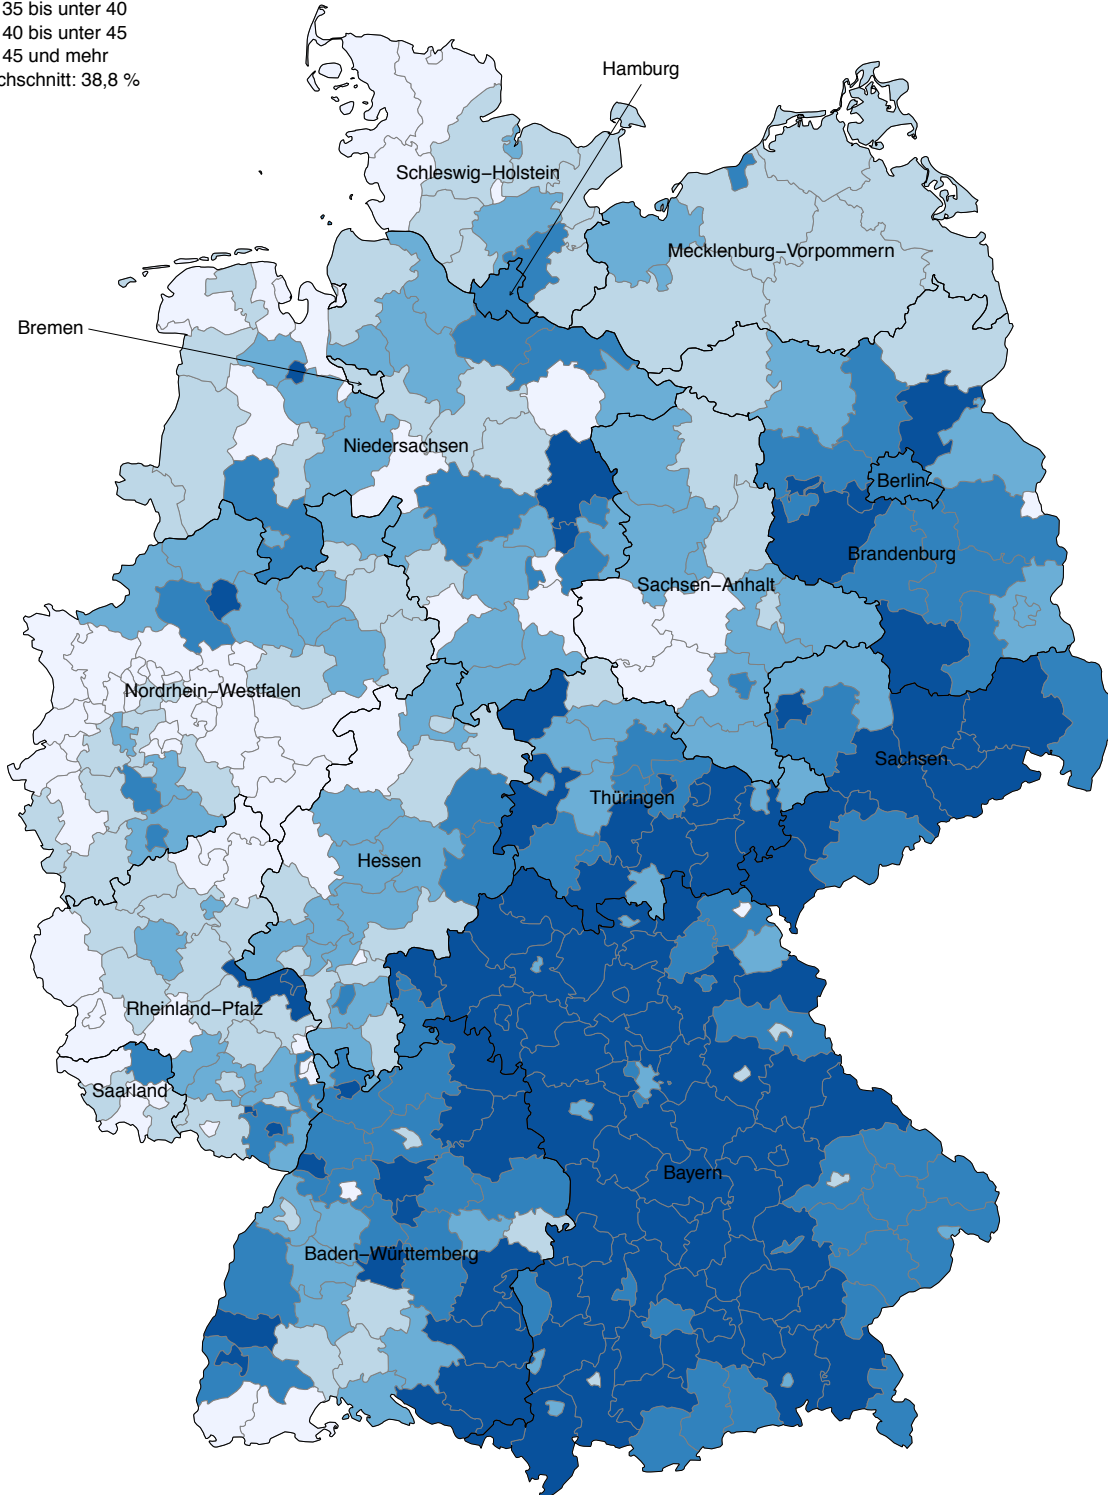 35 bis unter 40
40 bis unter 45
45 und mehr
chschnitt: 38,8 %
Hamburg
Schleswig−Holstein
Mecklenburg−Vorpommern
Bremen
Niedersachsen
Berlin
Brandenburg
Sachsen−Anhalt
Nordrhein−Westfalen
Sachsen
Thüringen
Hessen
Rheinland−Pfalz
Saarland
Bayern
Baden−Württemberg